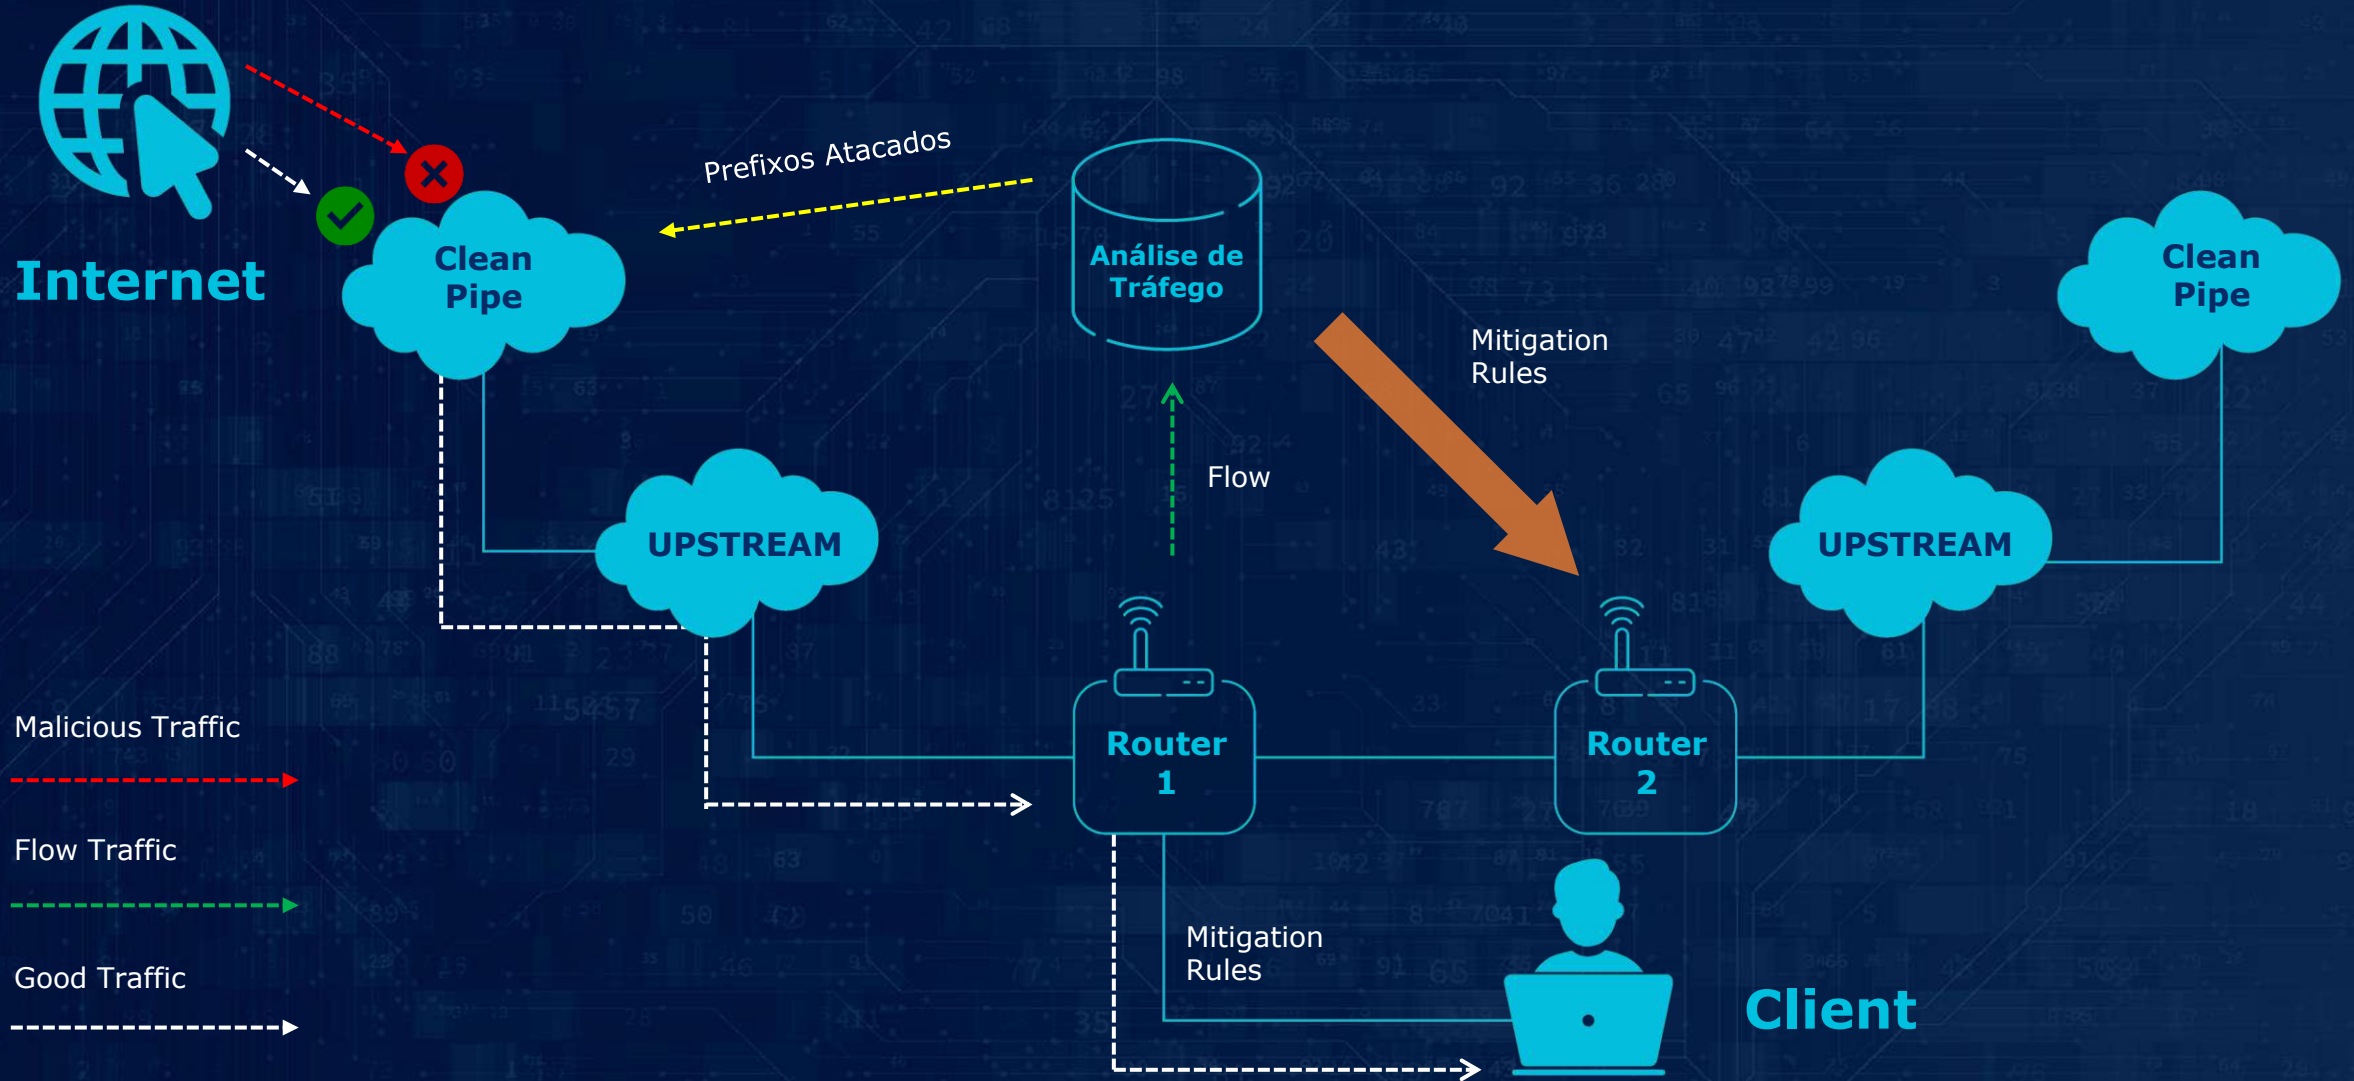 Internet
Clean
Pipe
Prefixos Atacados
Análise de
Tráfego
Mitigation
Rules
Clean
Pipe
Flow
UPSTREAM
UPSTREAM
Router
1
Router
2
Malicious Traffic
Flow Traffic
Good Traffic
Mitigation
Rules
Client